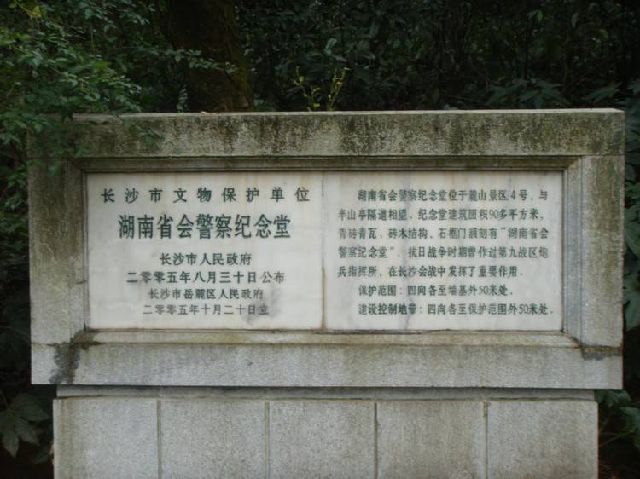 长沙市文物保护单位
湖南省会警察纪念堂
长沙市人民政府
二零零五年八月三十日公布
长沙市岳麓区人民政府
二零零五年十月二十日立
湖南省会警察纪念堂位于麓山景区4号，与
半山亭隔道相望。纪念堂建筑面积90多平方米，
青砖青瓦、砖木结构、石框门额刻有“湖南省会
警察纪念堂”，抗日战争时期曾作过第九战区炮
兵指挥所，在长沙会战中发挥了重要作用。
保护范围：四向各至墙基外50米处。
建设控制地带：四向各至保护范围外50米处。